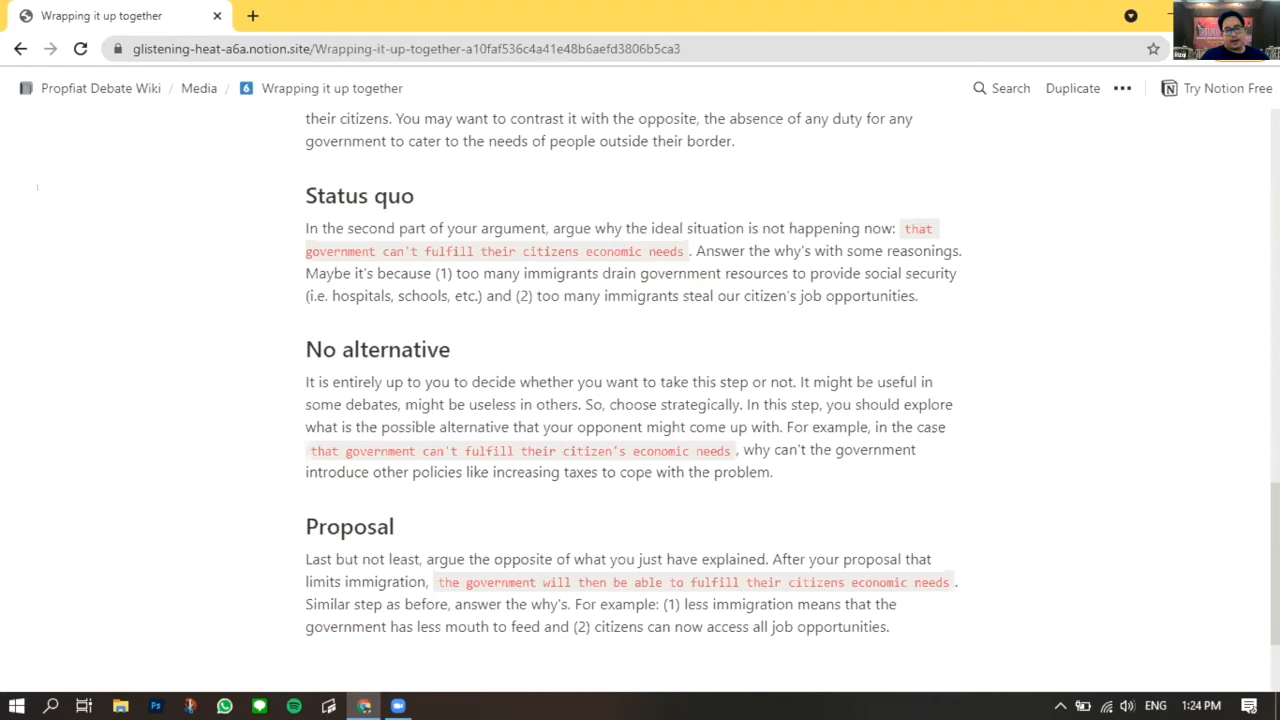 Wrapping it up together
glistening-heat-a6a.notion.site/Wrapping-it-up-together-a10faf536c4a41e48b6aefd3806b5ca3
Propfiat Debate Wiki / Media / 6 Wrapping it up together Search Duplicate ••• Try Notion Free
their citizens. You may want to contrast it with the opposite, the absence of any duty for any
government to cater to the needs of people outside their border.
Status quo
In the second part of your argument, argue why the ideal situation is not happening now: that
government can't fulfill their citizens economic needs . Answer the why's with some reasonings.
Maybe it's because (1) too many immigrants drain government resources to provide social security
(i.e. hospitals, schools, etc.) and (2) too many immigrants steal our citizen's job opportunities.
No alternative
It is entirely up to you to decide whether you want to take this step or not. It might be useful in
some debates, might be useless in others. So, choose strategically. In this step, you should explore
what is the possible alternative that your opponent might come up with. For example, in the case
that government can't fulfill their citizen's economic needs , why can't the government
introduce other policies like increasing taxes to cope with the problem.
Proposal
Last but not least, argue the opposite of what you just have explained. After your proposal that
limits immigration, the government will then be able to fulfill their citizens economic needs .
Similar step as before, answer the why's. For example: (1) less immigration means that the
government has less mouth to feed and (2) citizens can now access all job opportunities.
ENG 1:24 PM